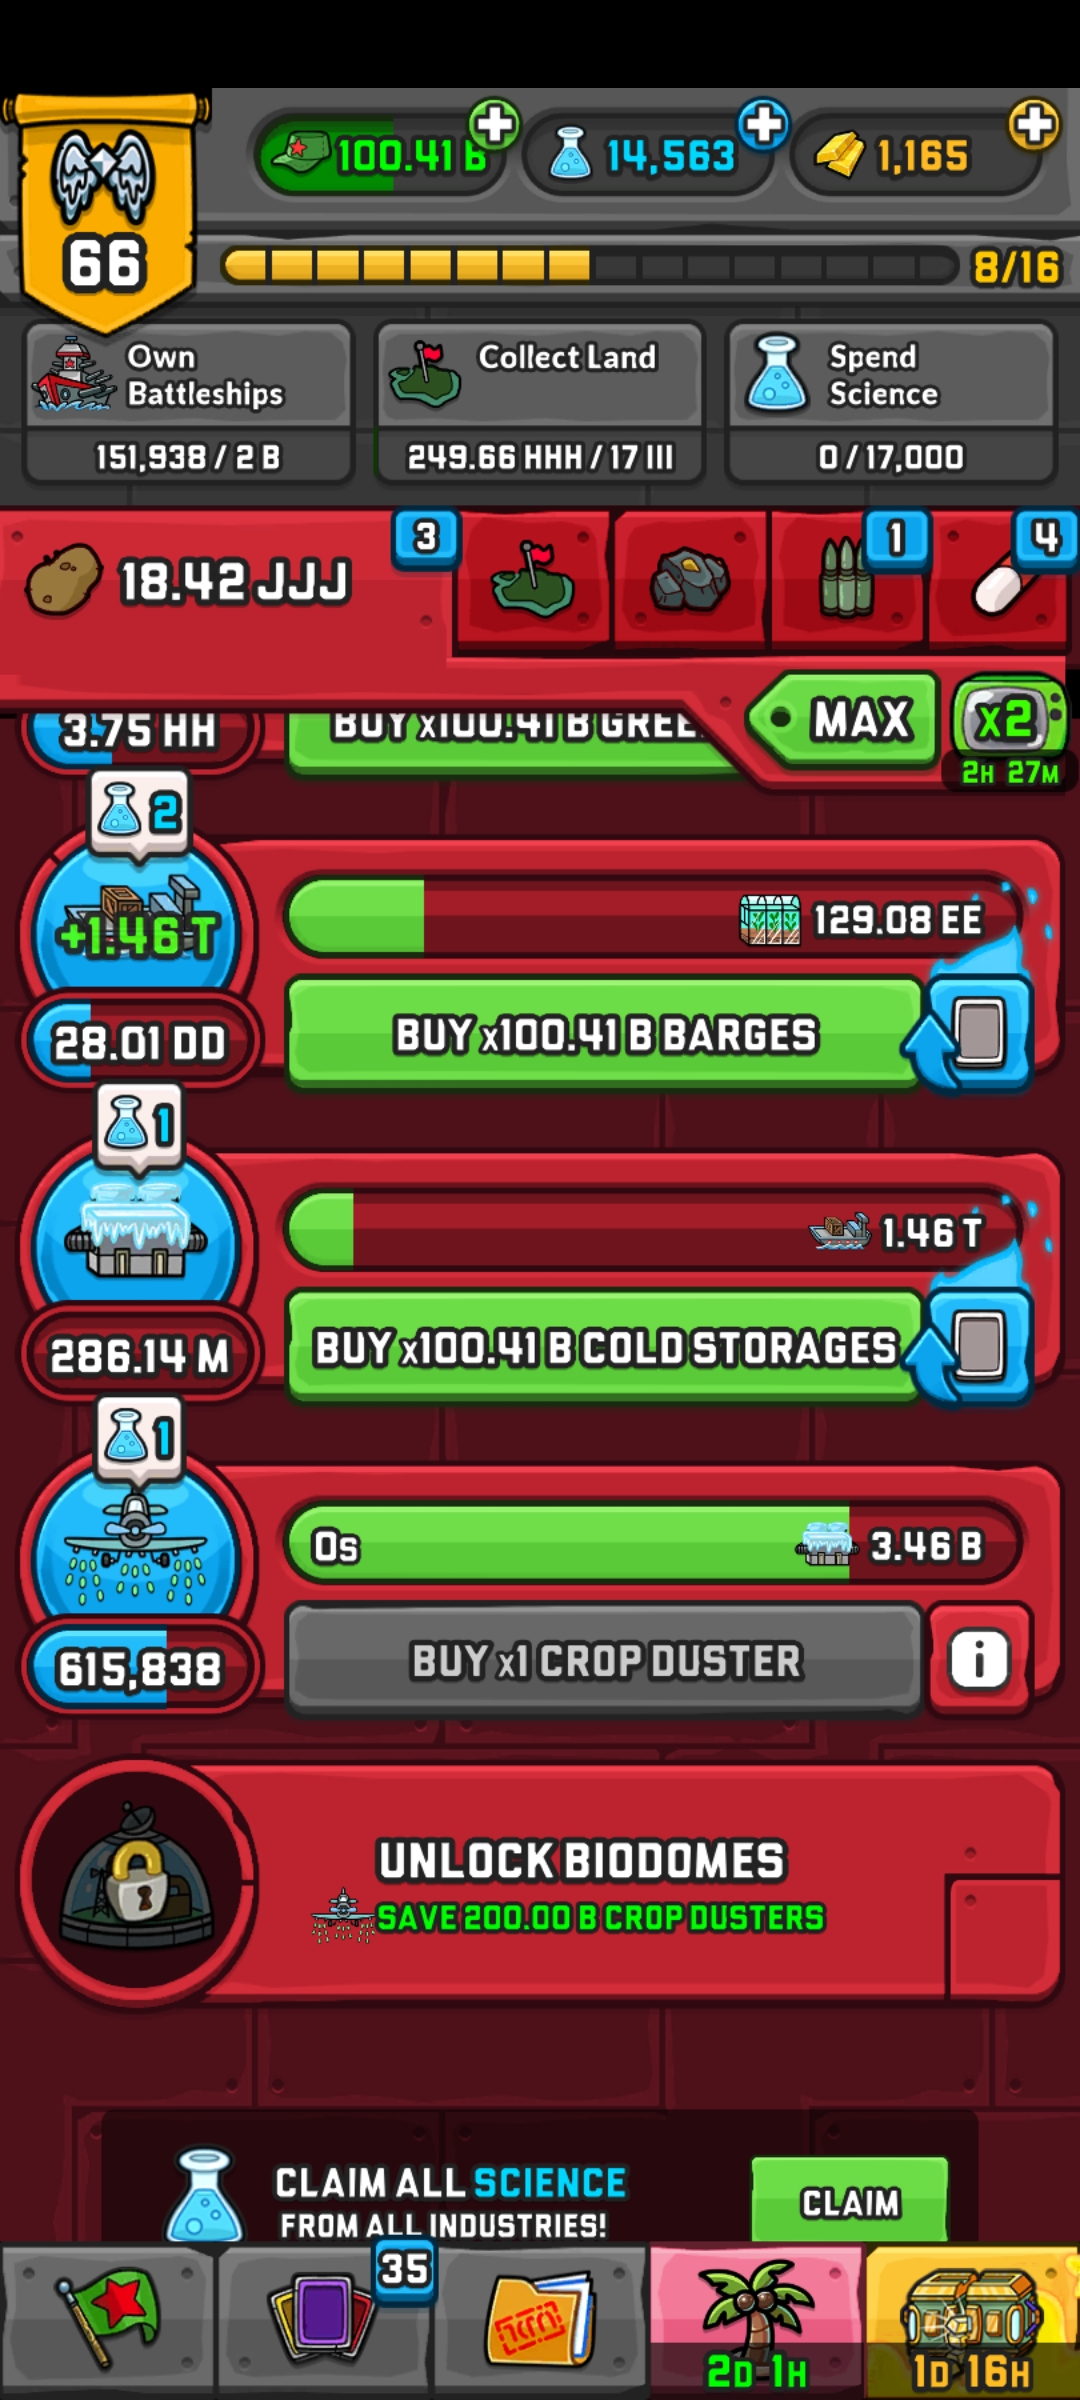 100.41 B
14,563
1,165
66
8/16
Own
Battleships
151,938 / 2 B
Collect Land
249.66 HHH / 17 III
Spend
Science
0 / 17,000
18.42 JJJ
3
1
4
MAX
x2
2H 27M
3.75 HH
BUY x100.41 B GREE
2
+1.46 T
129.08 EE
28.01 DD
BUY x100.41 B BARGES
1
1.46 T
286.14 M
BUY x100.41 B COLD STORAGES
1
0s
3.46 B
615,838
BUY x1 CROP DUSTER
i
UNLOCK BIODOMES
SAVE 200.00 B CROP DUSTERS
CLAIM ALL SCIENCE
FROM ALL INDUSTRIES!
CLAIM
35
2D 1H
1D 16H